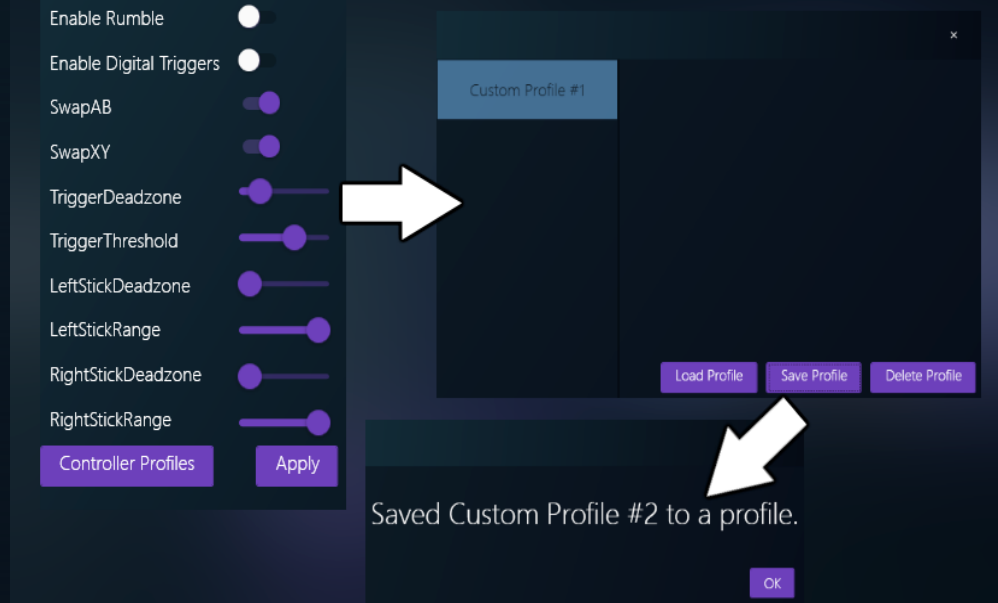 Enable Rumble
Enable Digital Triggers
SwapAB
SwapXY
TriggerDeadzone
TriggerThreshold
LeftStickDeadzone
LeftStickRange
RightStickDeadzone
RightStickRange
Controller Profiles
Apply
×
Custom Profile #1
Load Profile
Save Profile
Delete Profile
Saved Custom Profile #2 to a profile.
OK